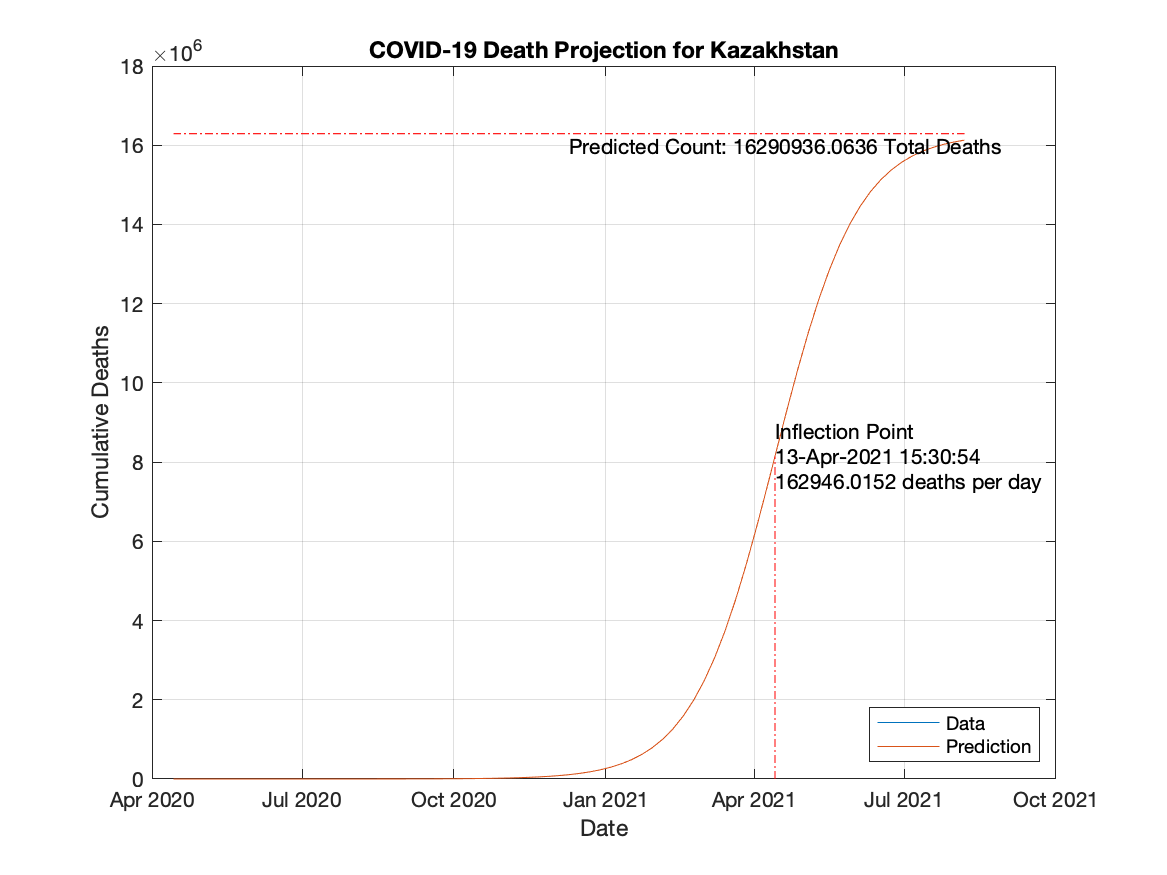 COVID-19 Death Projection for Kazakhstan
×10⁶
18
16
14
12
10
8
6
4
2
0
Cumulative Deaths
Predicted Count: 16290936.0636 Total Deaths
Inflection Point
13-Apr-2021 15:30:54
162946.0152 deaths per day
Data
Prediction
Apr 2020 Jul 2020 Oct 2020 Jan 2021 Apr 2021 Jul 2021 Oct 2021
Date